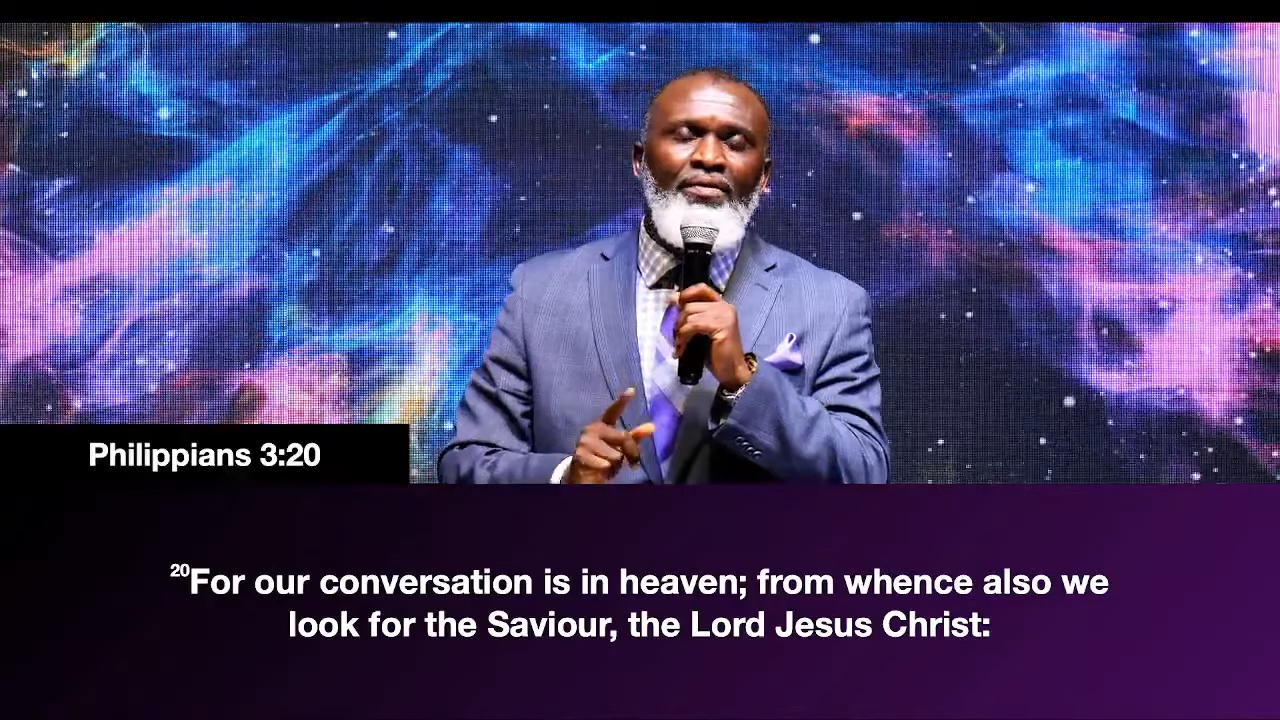 Philippians 3:20
20For our conversation is in heaven; from whence also we
look for the Saviour, the Lord Jesus Christ: